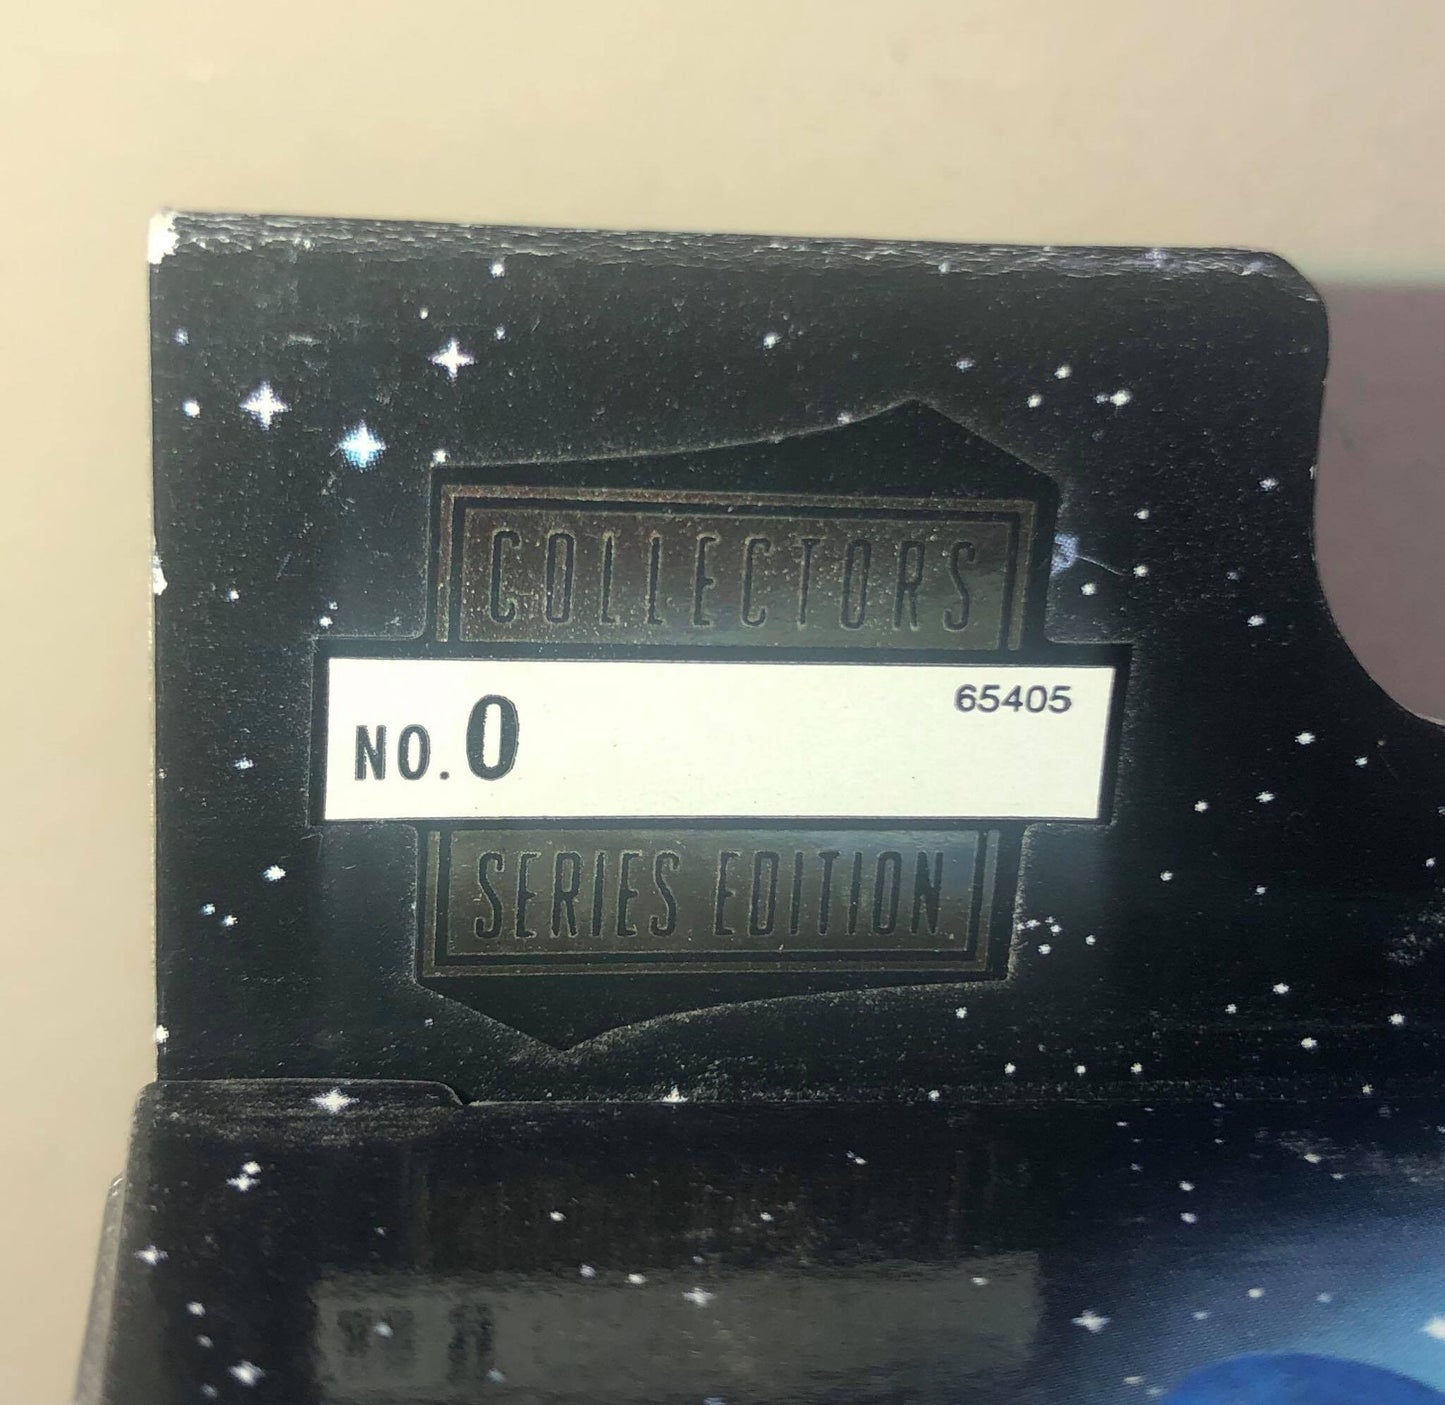 COLLECTORS
NO. 0
65405
SERIES EDITION